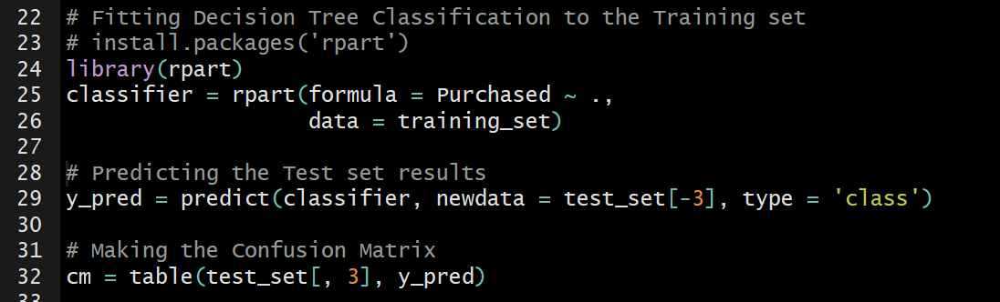 22 # Fitting Decision Tree Classification to the Training set
23 # install.packages('rpart')
24 library(rpart)
25 classifier = rpart(formula = Purchased ~ .,
26                    data = training_set)
27
28 # Predicting the Test set results
29 y_pred = predict(classifier, newdata = test_set[-3], type = 'class')
30
31 # Making the Confusion Matrix
32 cm = table(test_set[, 3], y_pred)
33